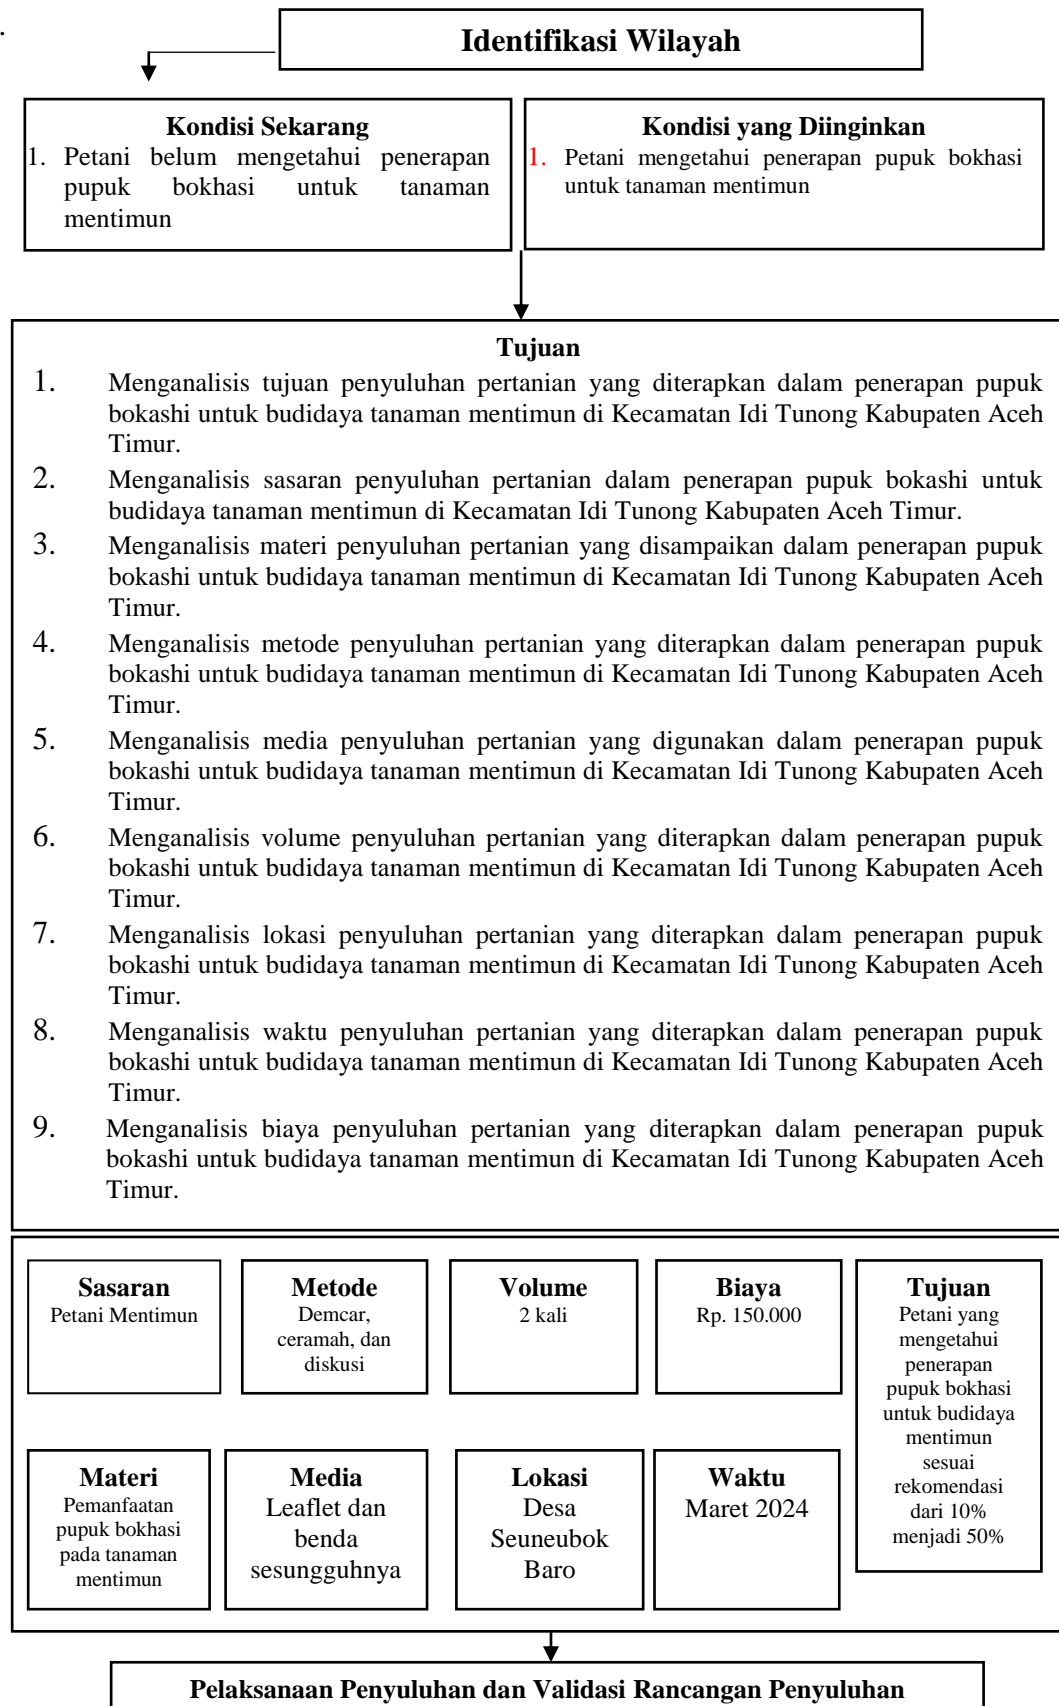 .
Identifikasi Wilayah
Kondisi Sekarang
1. Petani belum mengetahui penerapan
pupuk bokhasi untuk tanaman
mentimun
Kondisi yang Diinginkan
1. Petani mengetahui penerapan pupuk bokhasi
untuk tanaman mentimun
Tujuan
1. Menganalisis tujuan penyuluhan pertanian yang diterapkan dalam penerapan pupuk
bokashi untuk budidaya tanaman mentimun di Kecamatan Idi Tunong Kabupaten Aceh
Timur.
2. Menganalisis sasaran penyuluhan pertanian dalam penerapan pupuk bokashi untuk
budidaya tanaman mentimun di Kecamatan Idi Tunong Kabupaten Aceh Timur.
3. Menganalisis materi penyuluhan pertanian yang disampaikan dalam penerapan pupuk
bokashi untuk budidaya tanaman mentimun di Kecamatan Idi Tunong Kabupaten Aceh
Timur.
4. Menganalisis metode penyuluhan pertanian yang diterapkan dalam penerapan pupuk
bokashi untuk budidaya tanaman mentimun di Kecamatan Idi Tunong Kabupaten Aceh
Timur.
5. Menganalisis media penyuluhan pertanian yang digunakan dalam penerapan pupuk
bokashi untuk budidaya tanaman mentimun di Kecamatan Idi Tunong Kabupaten Aceh
Timur.
6. Menganalisis volume penyuluhan pertanian yang diterapkan dalam penerapan pupuk
bokashi untuk budidaya tanaman mentimun di Kecamatan Idi Tunong Kabupaten Aceh
Timur.
7. Menganalisis lokasi penyuluhan pertanian yang diterapkan dalam penerapan pupuk
bokashi untuk budidaya tanaman mentimun di Kecamatan Idi Tunong Kabupaten Aceh
Timur.
8. Menganalisis waktu penyuluhan pertanian yang diterapkan dalam penerapan pupuk
bokashi untuk budidaya tanaman mentimun di Kecamatan Idi Tunong Kabupaten Aceh
Timur.
9. Menganalisis biaya penyuluhan pertanian yang diterapkan dalam penerapan pupuk
bokashi untuk budidaya tanaman mentimun di Kecamatan Idi Tunong Kabupaten Aceh
Timur.
Sasaran
Petani Mentimun
Metode
Demcar,
ceramah, dan
diskusi
Volume
2 kali
Biaya
Rp. 150.000
Tujuan
Petani yang
mengetahui
penerapan
pupuk bokhasi
untuk budidaya
mentimun
sesuai
rekomendasi
dari 10%
menjadi 50%
Materi
Pemanfaatan
pupuk bokhasi
pada tanaman
mentimun
Media
Leaflet dan
benda
sesungguhnya
Lokasi
Desa
Seuneubok
Baro
Waktu
Maret 2024
Pelaksanaan Penyuluhan dan Validasi Rancangan Penyuluhan